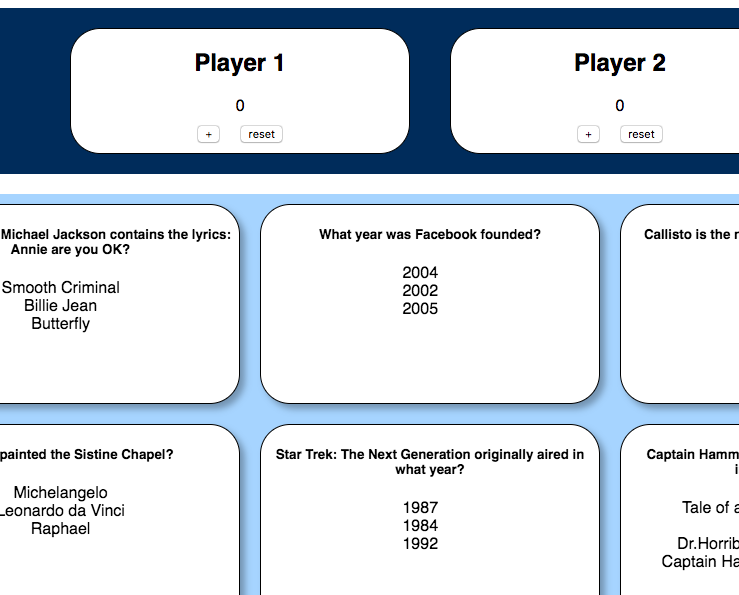 Player 1
Player 2
0
0
+
reset
+
reset
Michael Jackson contains the lyrics:
Annie are you OK?
Smooth Criminal
Billie Jean
Butterfly
What year was Facebook founded?
2004
2002
2005
Callisto is the
painted the Sistine Chapel?
Michelangelo
Leonardo da Vinci
Raphael
Star Trek: The Next Generation originally aired in
what year?
1987
1984
1992
Captain Hamm
i
Tale of a
Dr.Horrib
Captain Ha